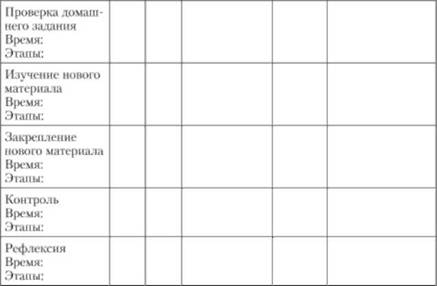 Проверка домаш-
него задания
Время:
Этапы:
Изучение нового
материала
Время:
Этапы:
Закрепление
нового материала
Время:
Этапы:
Контроль
Время:
Этапы:
Рефлексия
Время:
Этапы: